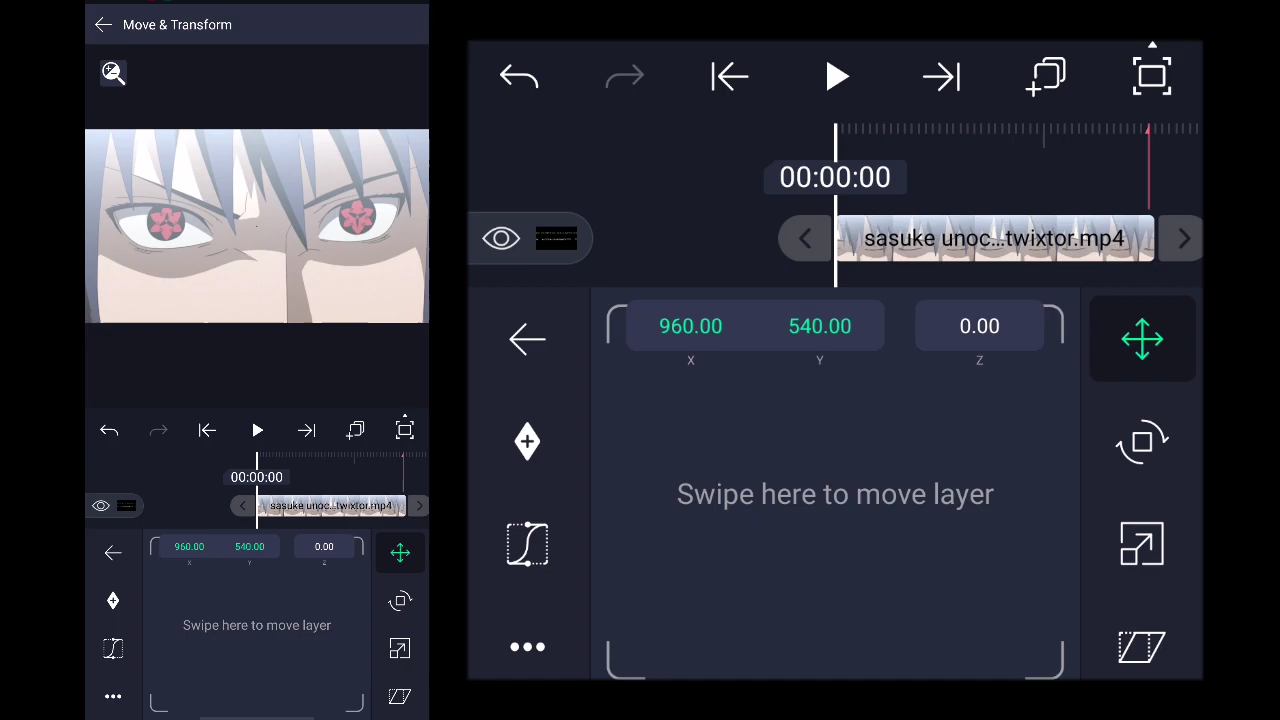 Move & Transform
00:00:00
sasuke unoc...twixtor.mp4
960.00 540.00 0.00
X Y Z
Swipe here to move layer
00:00:00
sasuke unoc...twixtor.mp4
960.00 540.00 0.00
X Y Z
Swipe here to move layer